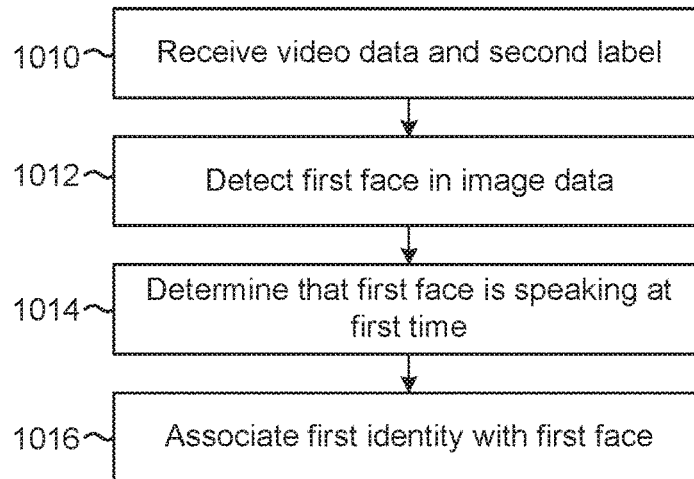 1010 Receive video data and second label
1012 Detect first face in image data
1014 Determine that first face is speaking at
first time
1016 Associate first identity with first face